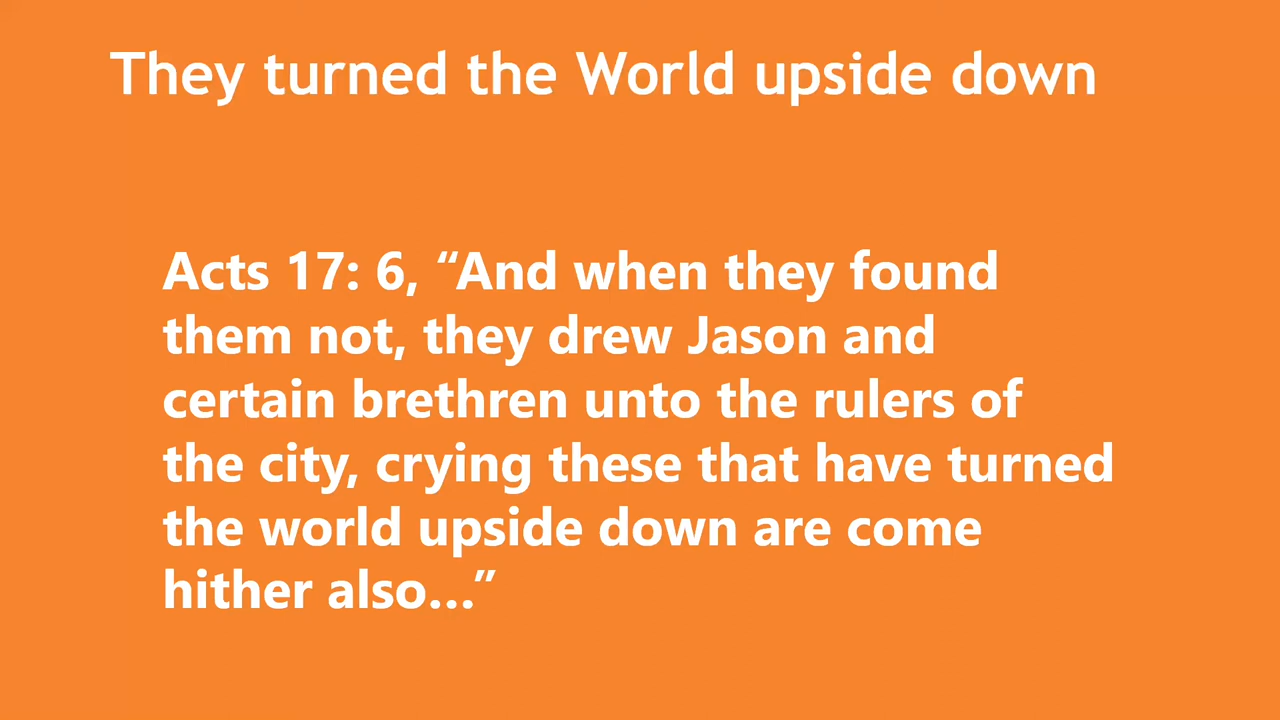 They turned the World upside down
Acts 17: 6, “And when they found
them not, they drew Jason and
certain brethren unto the rulers of
the city, crying these that have turned
the world upside down are come
hither also…”